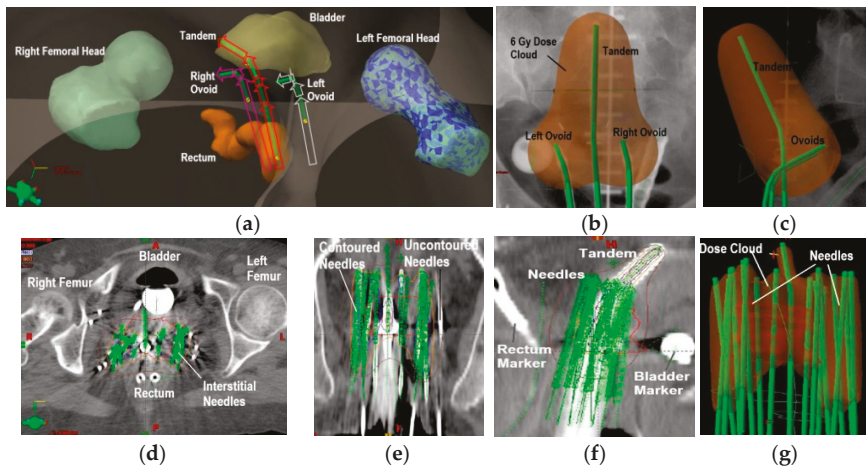 Bladder
Tandem
Right Femoral Head
Left Femoral Head
Right
Ovoid
Left
Ovoid
Rectum
(a)
6 Gy Dose
Cloud
Tandem
Left Ovoid
Right Ovoid
(b)
Tandem
Ovoids
(c)
A
Bladder
Right Femur
Left
Femur
R
L
Interstitial
Needles
Rectum
P
(d)
Contoured
Needles
Uncontoured
Needles
(e)
Tandem
Needles
Rectum
Marker
Bladder
Marker
(f)
Dose Cloud
Needles
(g)